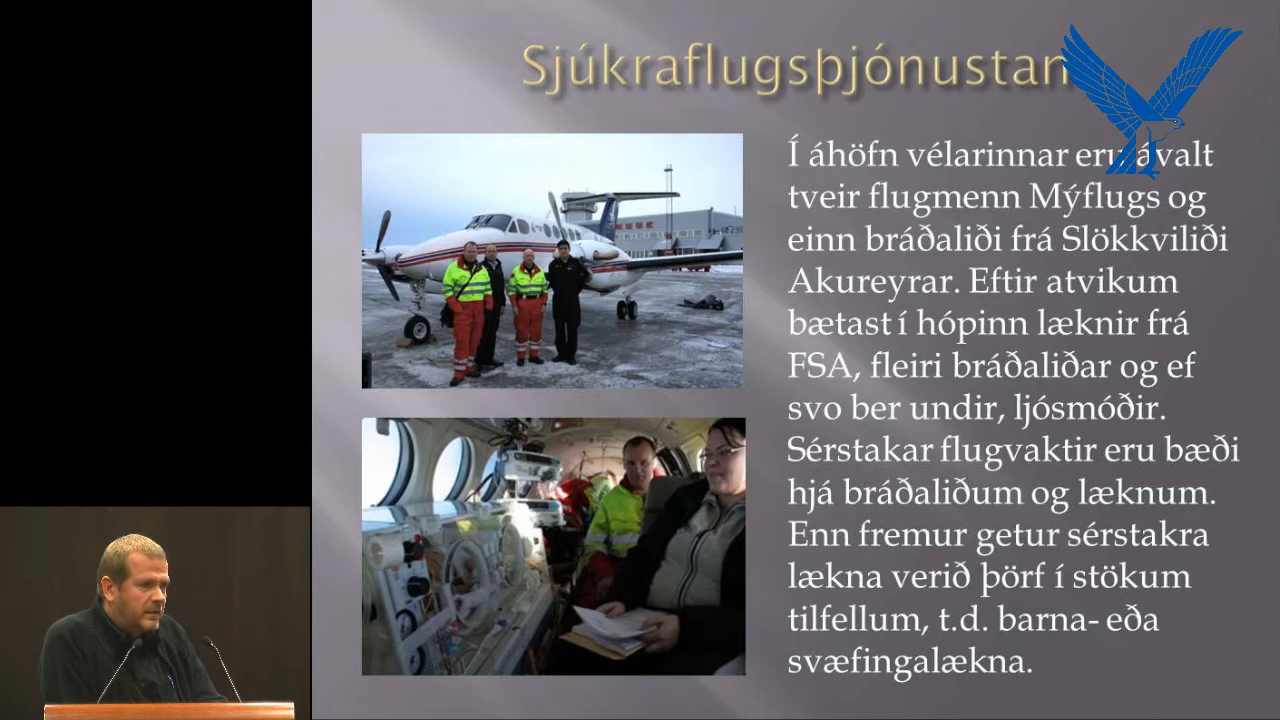 Sjúkraflugsþjónustan
Í áhöfn vélarinnar eru ávalt
tveir flugmenn Mýflugs og
einn bráðaliði frá Slökkviliði
Akureyrar. Eftir atvikum
bætast í hópinn læknir frá
FSA, fleiri bráðaliðar og ef
svo ber undir, ljósmóðir.
Sérstakar flugvaktir eru bæði
hjá bráðaliðum og læknum.
Enn fremur getur sérstakra
lækna verið þörf í stökum
tilfellum, t.d. barna- eða
svæfingalækna.